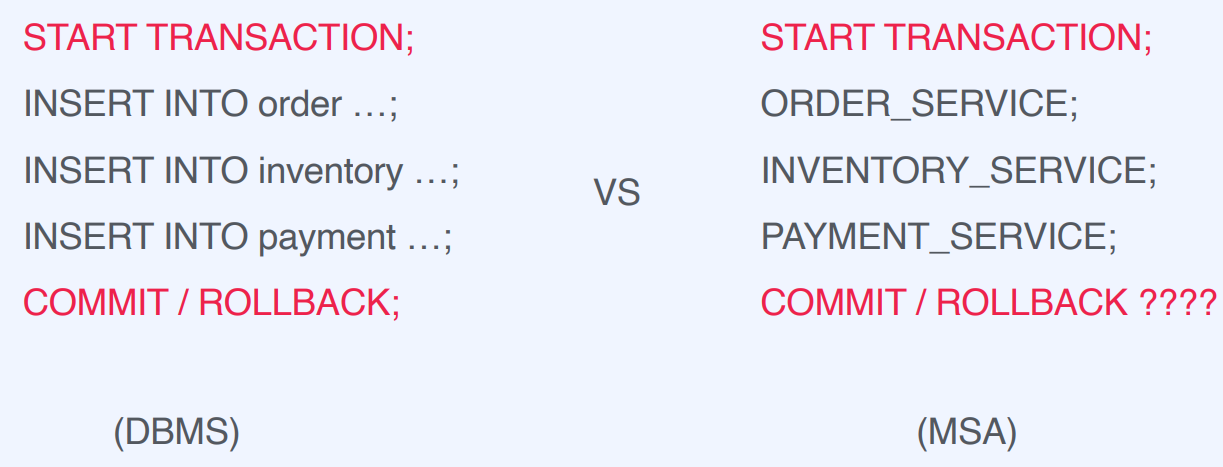 START TRANSACTION;
INSERT INTO order …;
INSERT INTO inventory …;
INSERT INTO payment …;
COMMIT / ROLLBACK;
(DBMS)
VS
START TRANSACTION;
ORDER_SERVICE;
INVENTORY_SERVICE;
PAYMENT_SERVICE;
COMMIT / ROLLBACK ????
(MSA)